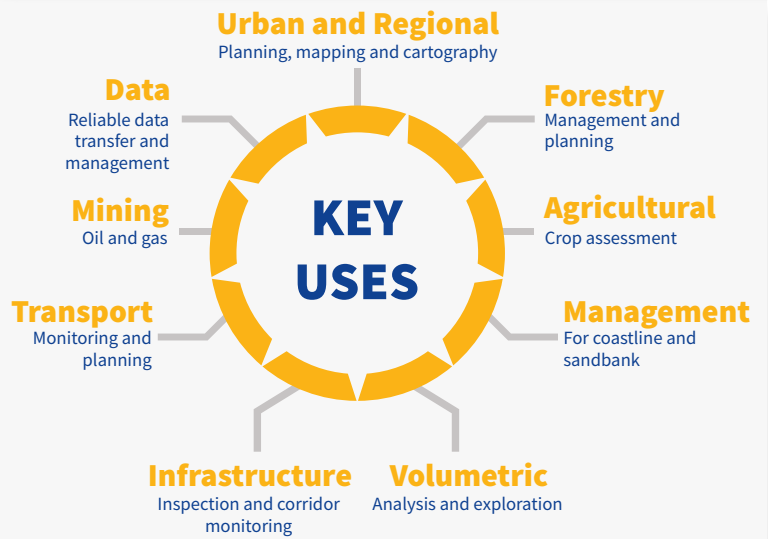 Urban and Regional
Planning, mapping and cartography
Data
Reliable data
transfer and
management
Forestry
Management and
planning
Mining
Oil and gas
KEY
USES
Agricultural
Crop assessment
Transport
Monitoring and
planning
Management
For coastline and
sandbank
Infrastructure
Inspection and corridor
monitoring
Volumetric
Analysis and exploration